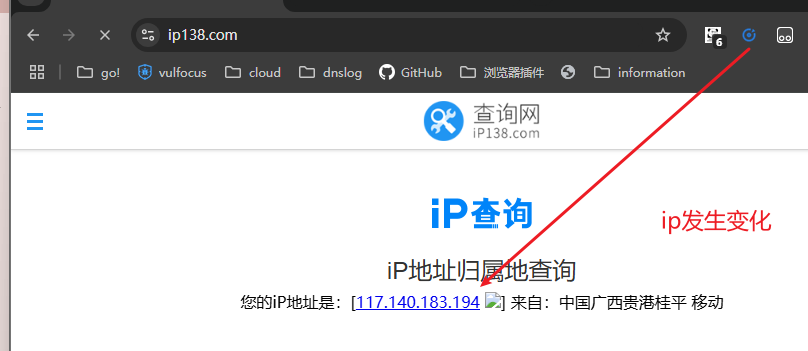 ip138.com
6
go!
vulfocus
cloud
dnslog
GitHub
浏览器插件
information
查询网
iP138.com
iP查询
ip发生变化
iP地址归属地查询
您的iP地址是：[117.140.183.194 ] 来自：中国广西贵港桂平 移动